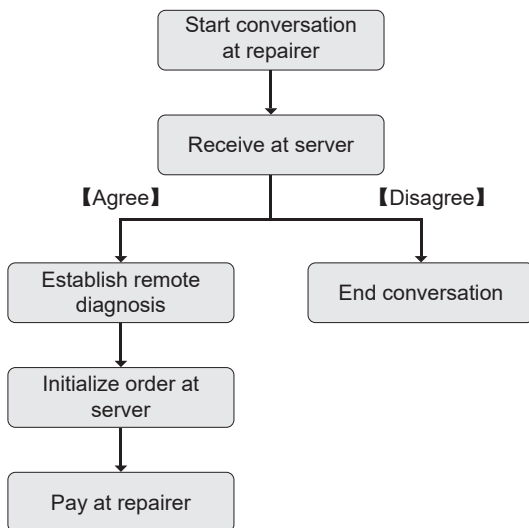 Start conversation
at repairer
Receive at server
【Agree】
【Disagree】
Establish remote
diagnosis
End conversation
Initialize order at
server
Pay at repairer